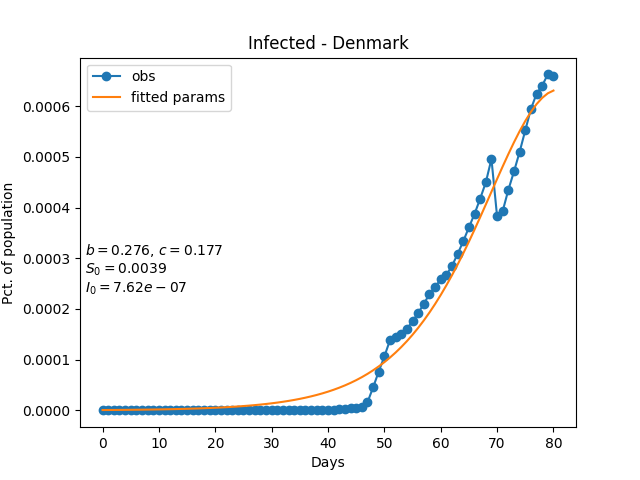 Infected - Denmark
obs
fitted params
Pct. of population
0.0006
0.0005
0.0004
0.0003
0.0002
0.0001
0.0000
b = 0.276, c = 0.177
S₀ = 0.0039
I₀ = 7.62e − 07
0 10 20 30 40 50 60 70 80
Days